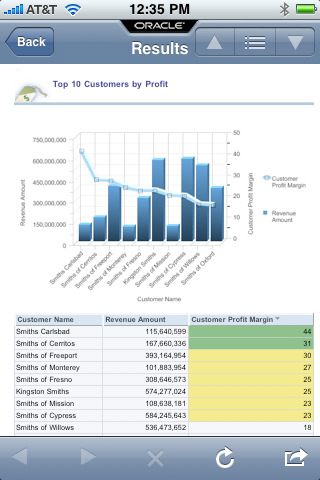 AT&T 12:35 PM
ORACLE
Back Results
Top 10 Customers by Profit
750,000,000
600,000,000
450,000,000
300,000,000
150,000,000
0
Revenue Amount
50
40
30
20
10
0
Customer Profit Margin
Customer
Profit Margin
Revenue
Amount
Smiths Carlsbad
Smiths of Cerritos
Smiths of Freeport
Smiths of Monterey
Smiths of Fresno
Kingston Smiths
Smiths of Mission
Smiths of Cypress
Smiths of Willows
Smiths of Oxford
Customer Name
Customer Name Revenue Amount Customer Profit Margin
Smiths Carlsbad 115,640,599 44
Smiths of Cerritos 167,660,336 31
Smiths of Freeport 393,164,954 30
Smiths of Monterey 101,883,954 27
Smiths of Fresno 308,646,573 25
Kingston Smiths 574,277,024 25
Smiths of Mission 108,638,181 23
Smiths of Cypress 584,245,643 23
Smiths of Willows 536,473,652 18